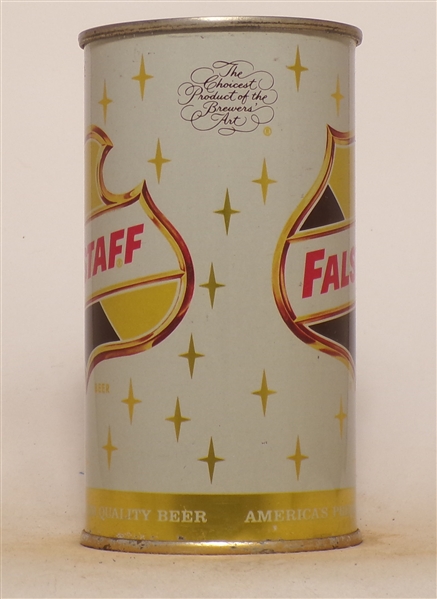 The
Choicest
Product of the
Brewers'
Art
®
TAFF
FALS
QUALITY BEER AMERICA'S